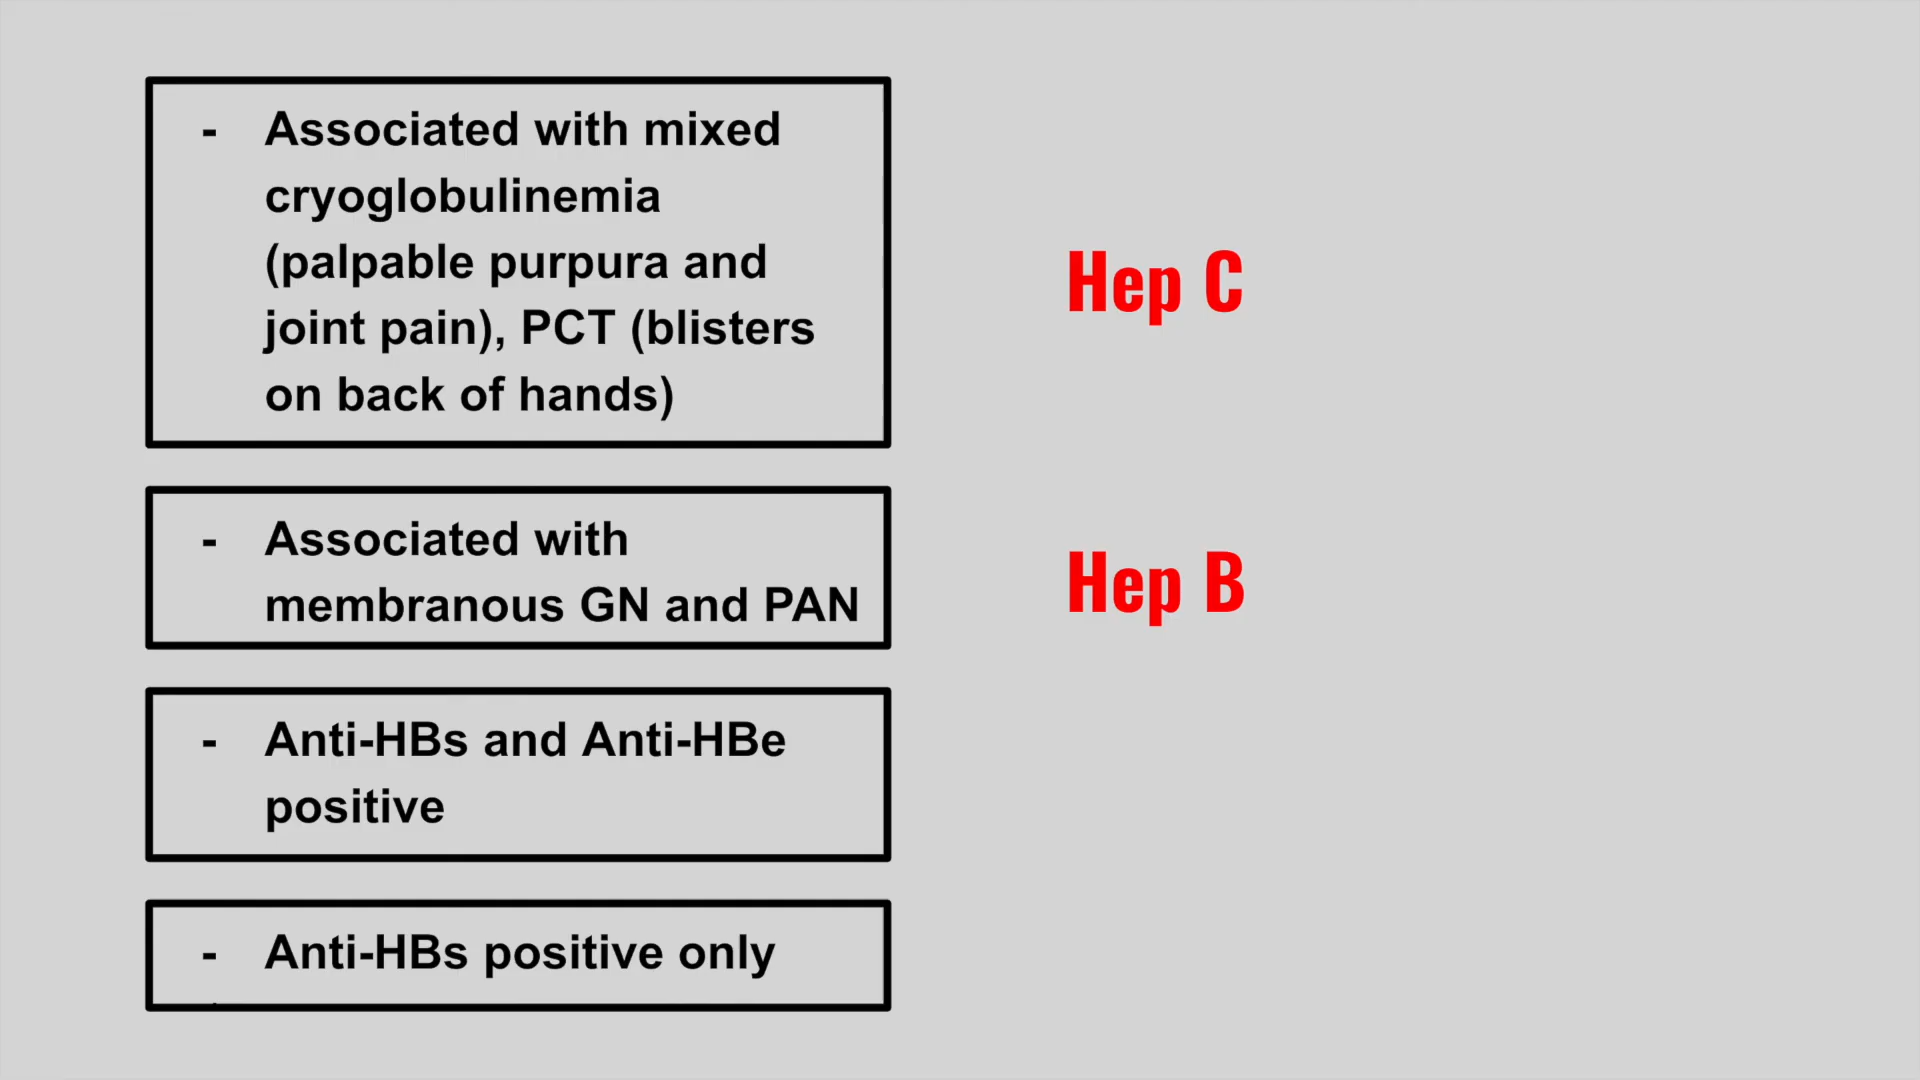 - Associated with mixed
cryoglobulinemia
(palpable purpura and
joint pain), PCT (blisters
on back of hands)
Hep C
- Associated with
membranous GN and PAN
Hep B
- Anti-HBs and Anti-HBe
positive
- Anti-HBs positive only